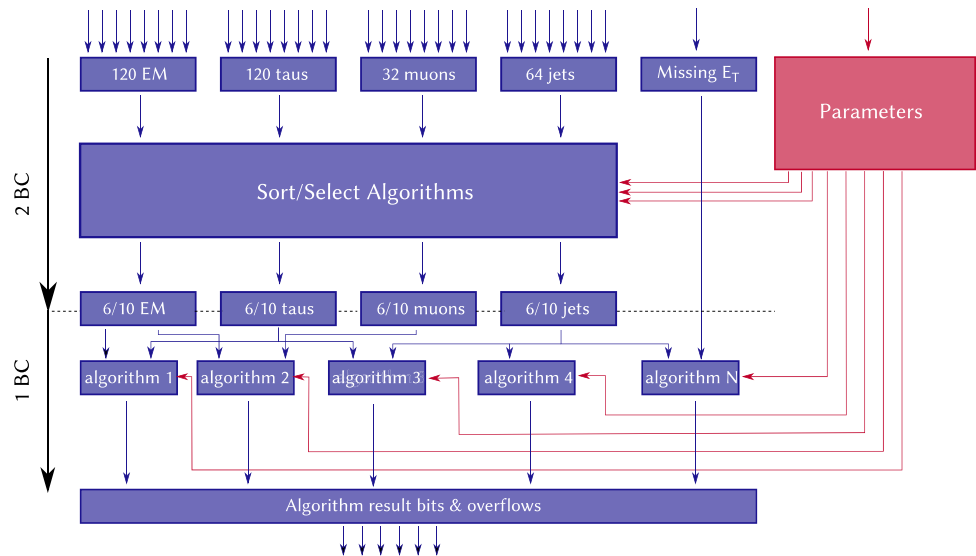 120 EM
120 taus
32 muons
64 jets
Missing E_T
Parameters
Sort/Select Algorithms
2 BC
6/10 EM
6/10 taus
6/10 muons
6/10 jets
1 BC
algorithm 1
algorithm 2
algorithm 3
algorithm 4
algorithm N
Algorithm result bits & overflows